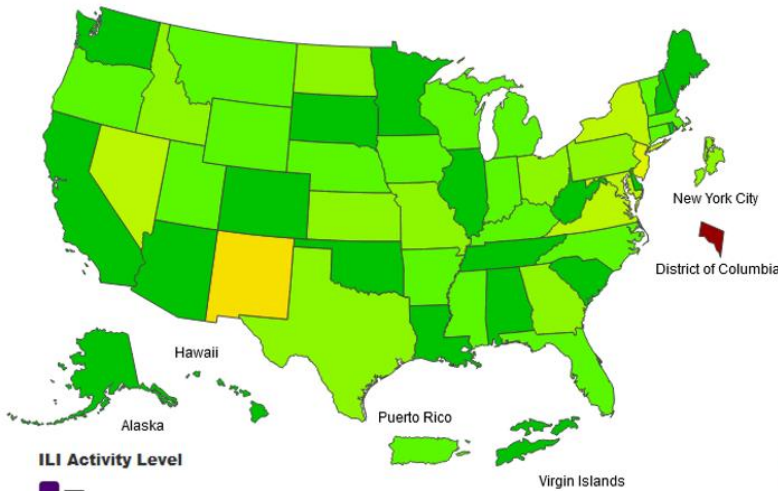 New York City
District of Columbia
Hawaii
Alaska
Puerto Rico
ILI Activity Level
Virgin Islands